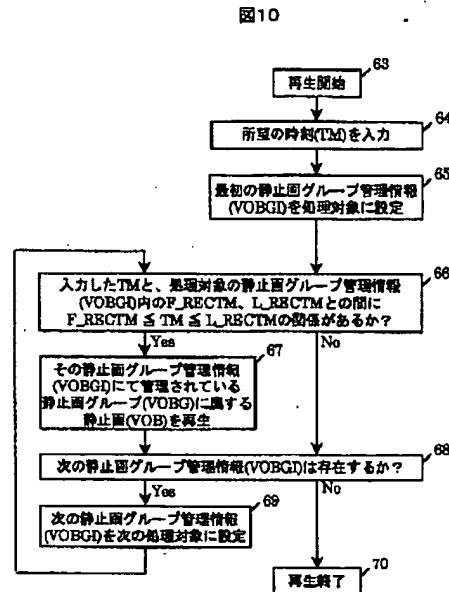 図10
63
再生開始
64
所望の時刻(TM)を入力
65
最初の静止画グループ管理情報
(VOBGI)を処理対象に設定
66
入力したTMと、処理対象の静止画グループ管理情報
(VOBGI)内のF_RECTM、L_RECTMとの間に
F_RECTM ≦ TM ≦ L_RECTMの関係があるか?
Yes
67
No
その静止画グループ管理情報
(VOBGI)にて管理されている
静止画グループ(VOBG)に属する
静止画(VOB)を再生
68
次の静止画グループ管理情報(VOBGI)は存在するか?
Yes
69
No
次の静止画グループ管理情報
(VOBGI)を次の処理対象に設定
70
再生終了